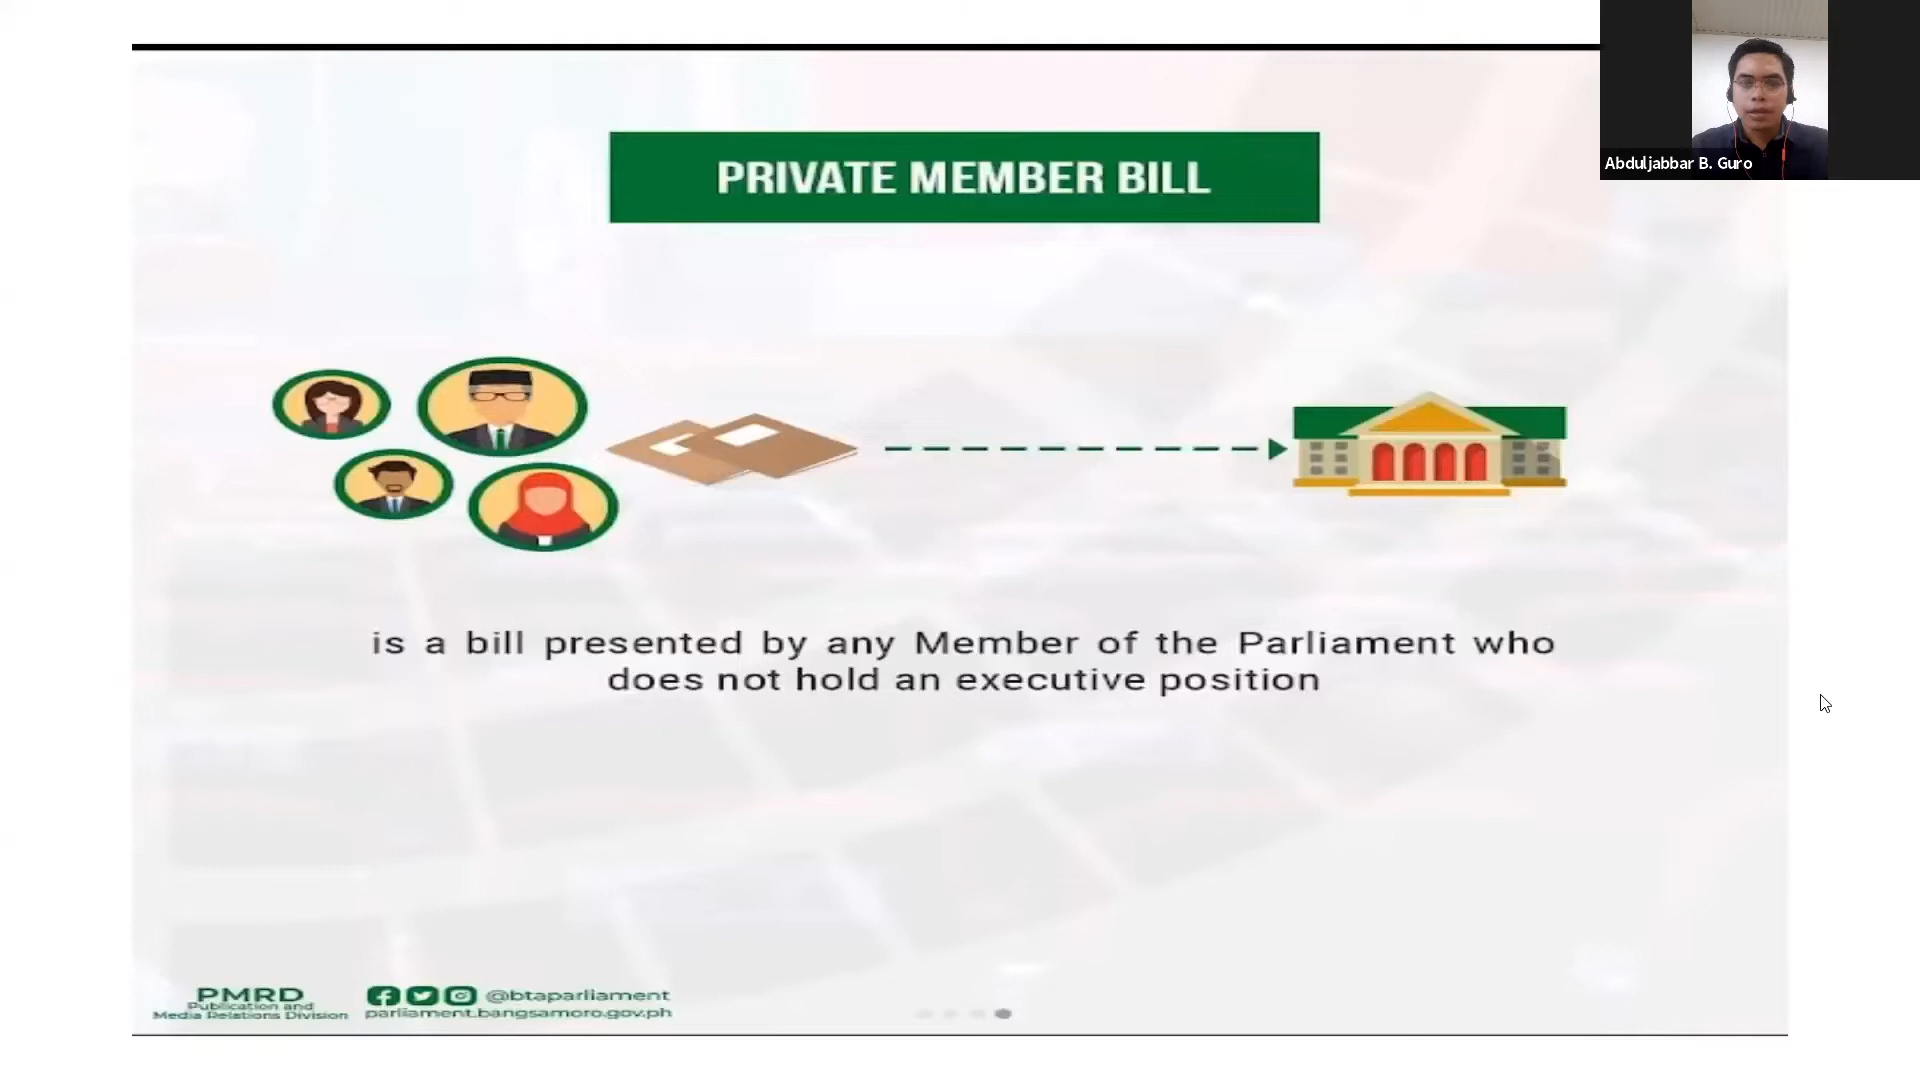 PRIVATE MEMBER BILL
Abduljabbar B. Guro
is a bill presented by any Member of the Parliament who
does not hold an executive position
PMRD
Publication and
Media Relations Division
@btaparliament
parliament.bangsamoro.gov.ph